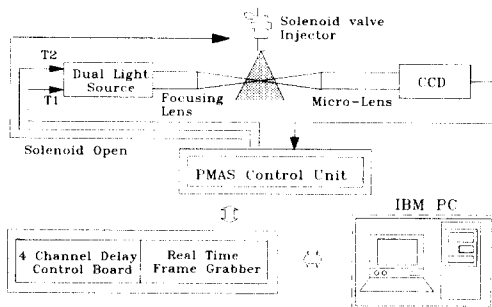 Solenoid valve
Injector
T2
T1
Dual Light
Source
Focusing
Lens
Micro-Lens
CCD
Solenoid Open
PMAS Control Unit
IBM PC
4 Channel Delay
Control Board
Real Time
Frame Grabber